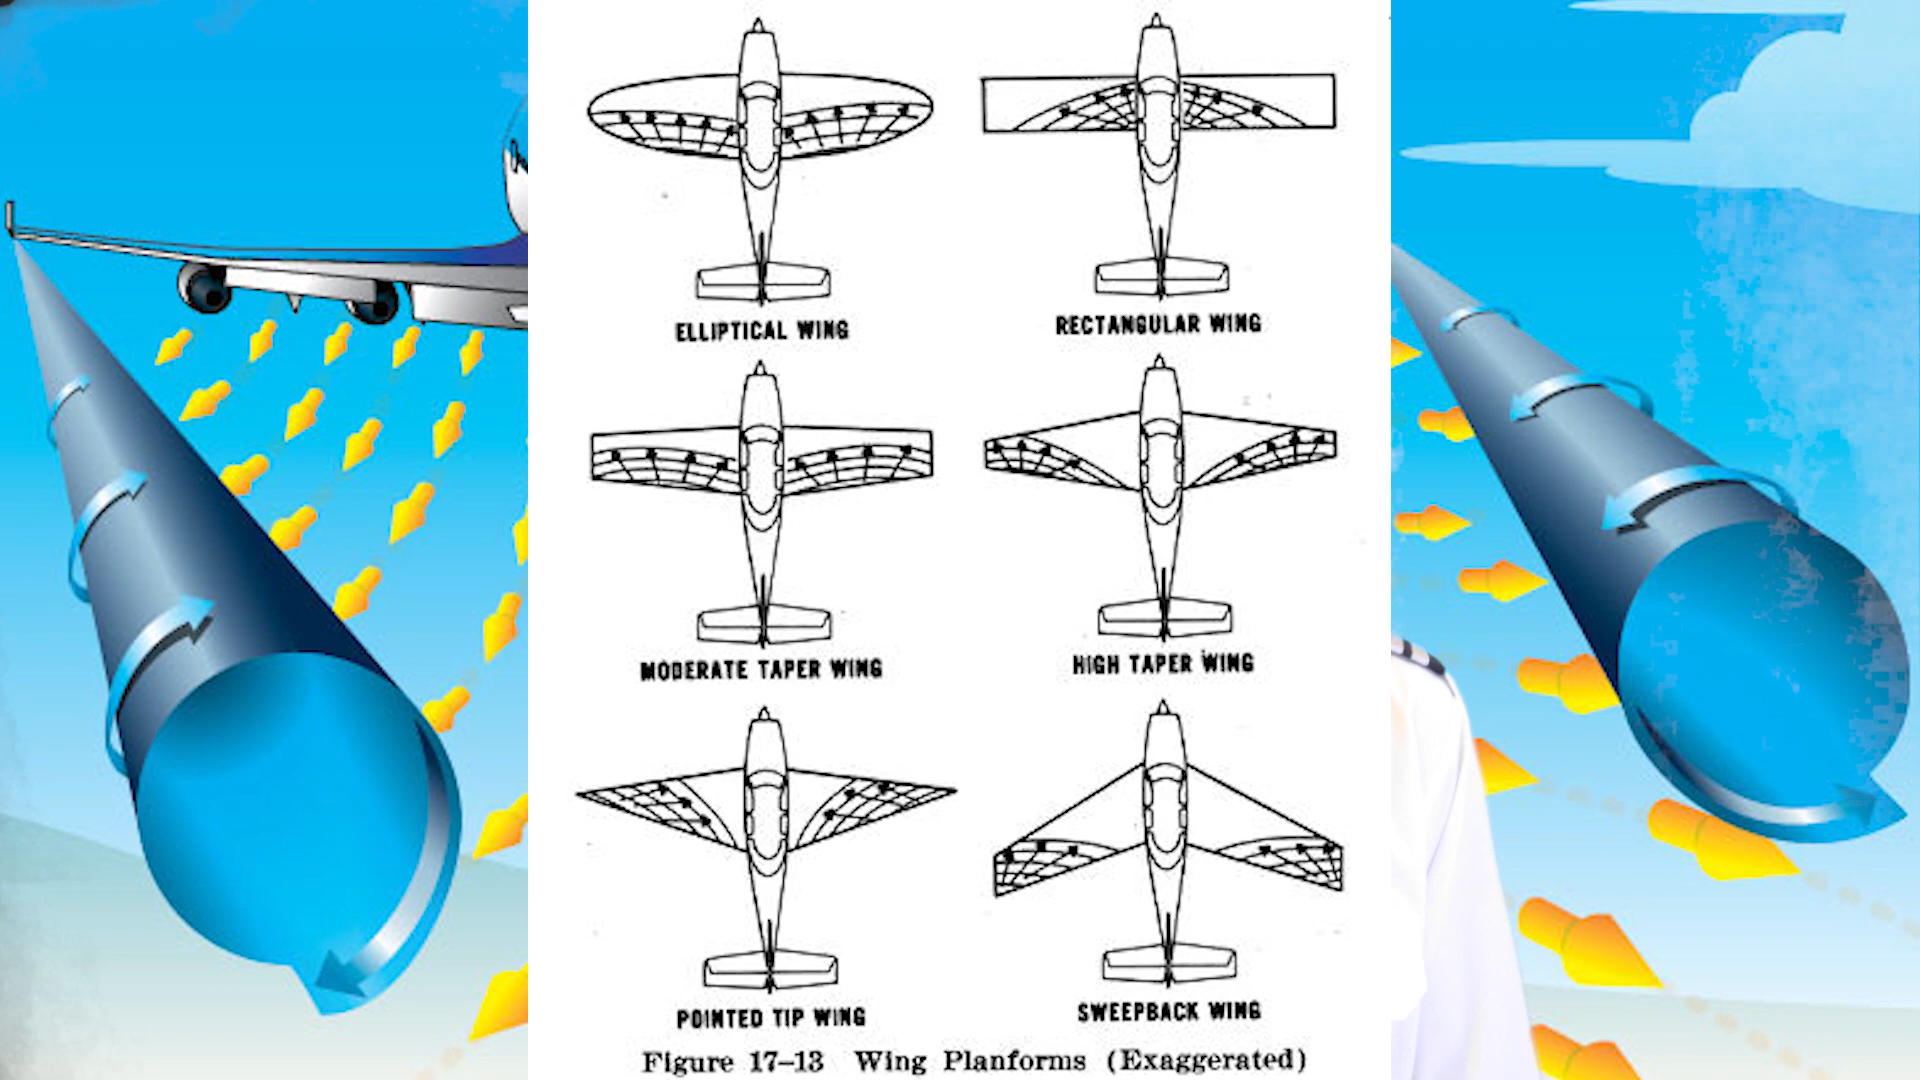 ELLIPTICAL WING
RECTANGULAR WING
MODERATE TAPER WING
HIGH TAPER WING
POINTED TIP WING
SWEEPBACK WING
Figure 17–13 Wing Planforms (Exaggerated)